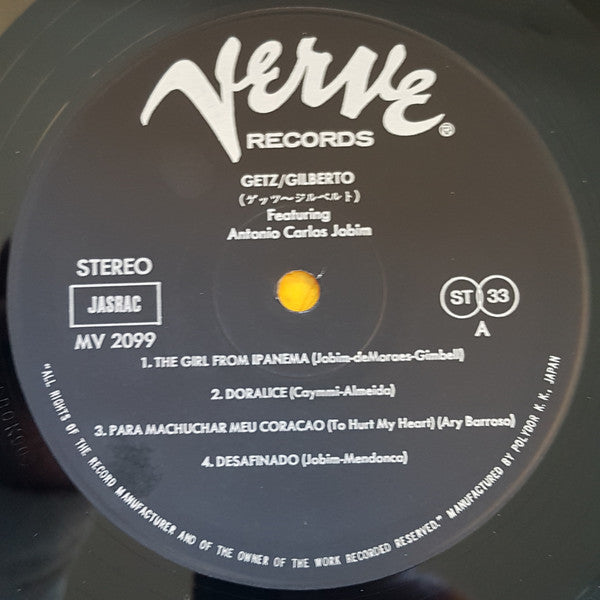 Verve
RECORDS
®
GETZ/GILBERTO
(ゲッツ〜ジルベルト)
Featuring
Antonio Carlos Jobim
STEREO
JASRAC
MV 2099
ST 33
A
1. THE GIRL FROM IPANEMA (Jobim-deMoraes-Gimbell)
2. DORALICE (Caymmi-Almeida)
3. PARA MACHUCHAR MEU CORACAO (To Hurt My Heart) (Ary Barroso)
4. DESAFINADO (Jobim-Mendonca)
"ALL RIGHTS OF THE RECORD MANUFACTURER AND OF THE OWNER OF THE WORK RECORDED RESERVED." MANUFACTURED BY POLYDOR K. K., JAPAN